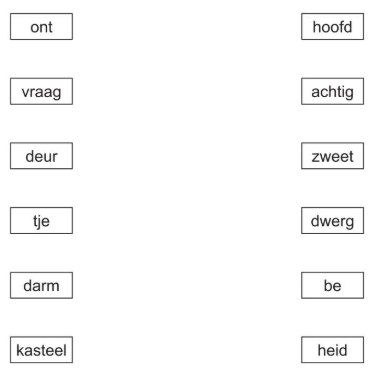 ont
hoofd
vraag
achtig
deur
zweet
tje
dwerg
darm
be
kasteel
heid